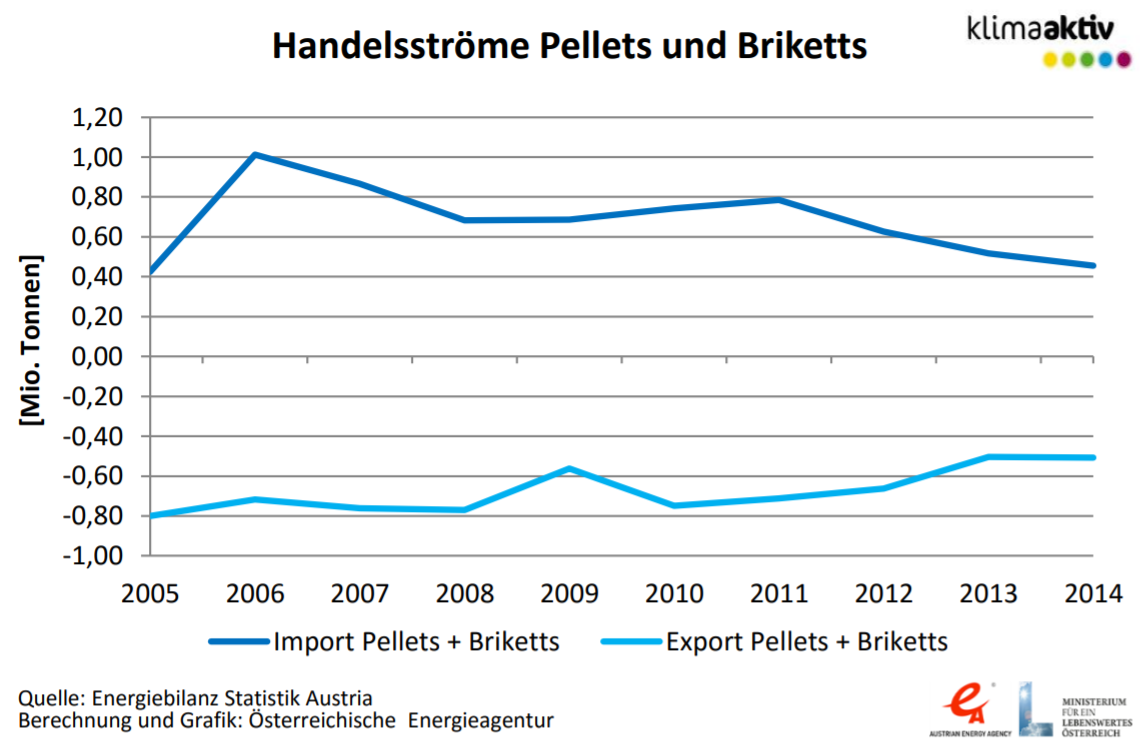 Handelsströme Pellets und Briketts
klimaaktiv
1,20
1,00
0,80
0,60
0,40
0,20
0,00
-0,20
-0,40
-0,60
-0,80
-1,00
[Mio. Tonnen]
2005 2006 2007 2008 2009 2010 2011 2012 2013 2014
Import Pellets + Briketts Export Pellets + Briketts
Quelle: Energiebilanz Statistik Austria
Berechnung und Grafik: Österreichische Energieagentur
AUSTRIAN ENERGY AGENCY
MINISTERIUM
FÜR EIN
LEBENSWERTES
ÖSTERREICH